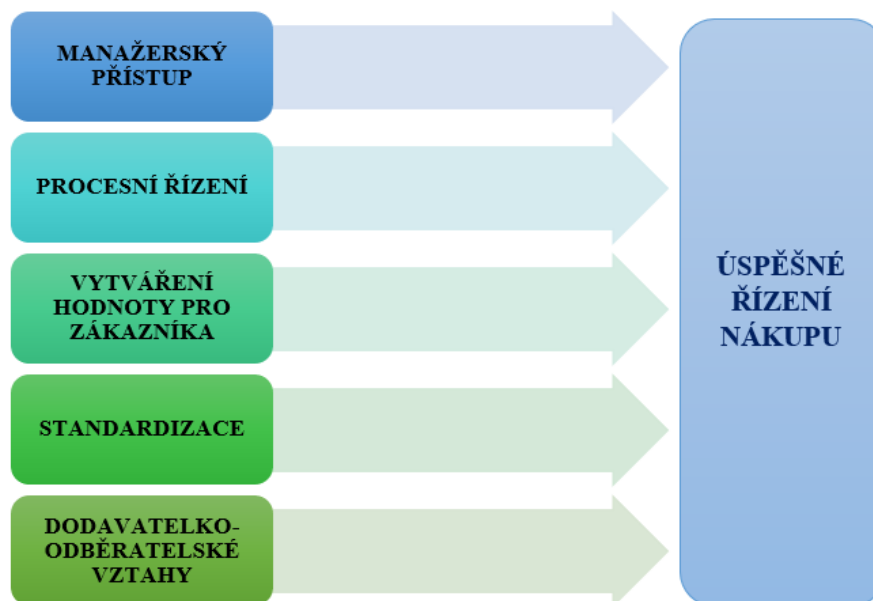 MANAŽERSKÝ
PŘÍSTUP
PROCESNÍ ŘÍZENÍ
VYTVÁŘENÍ
HODNOTY PRO
ZÁKAZNÍKA
STANDARDIZACE
DODAVATELKO-
ODBĚRATELSKÉ
VZTAHY
ÚSPĚŠNÉ
ŘÍZENÍ
NÁKUPU